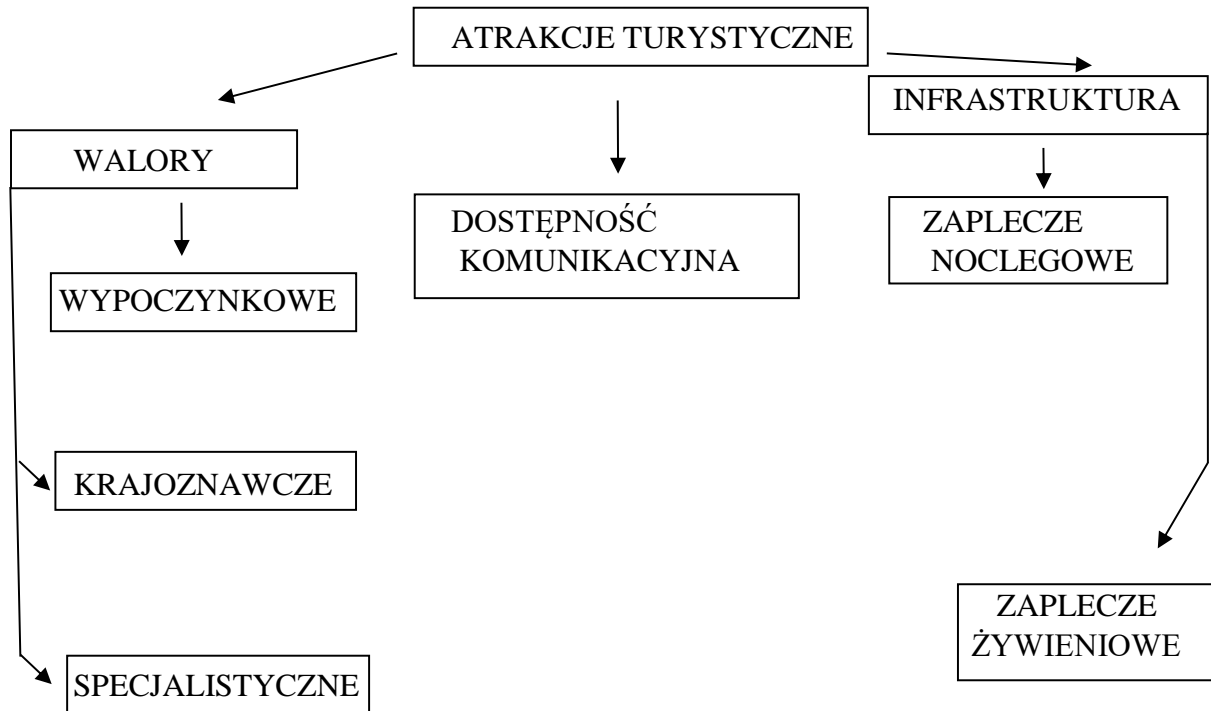 ATRAKCJE TURYSTYCZNE
INFRASTRUKTURA
WALORY
DOSTĘPNOŚĆ
KOMUNIKACYJNA
ZAPLECZE
NOCLEGOWE
WYPOCZYNKOWE
KRAJOZNAWCZE
ZAPLECZE
ŻYWIENIOWE
SPECJALISTYCZNE